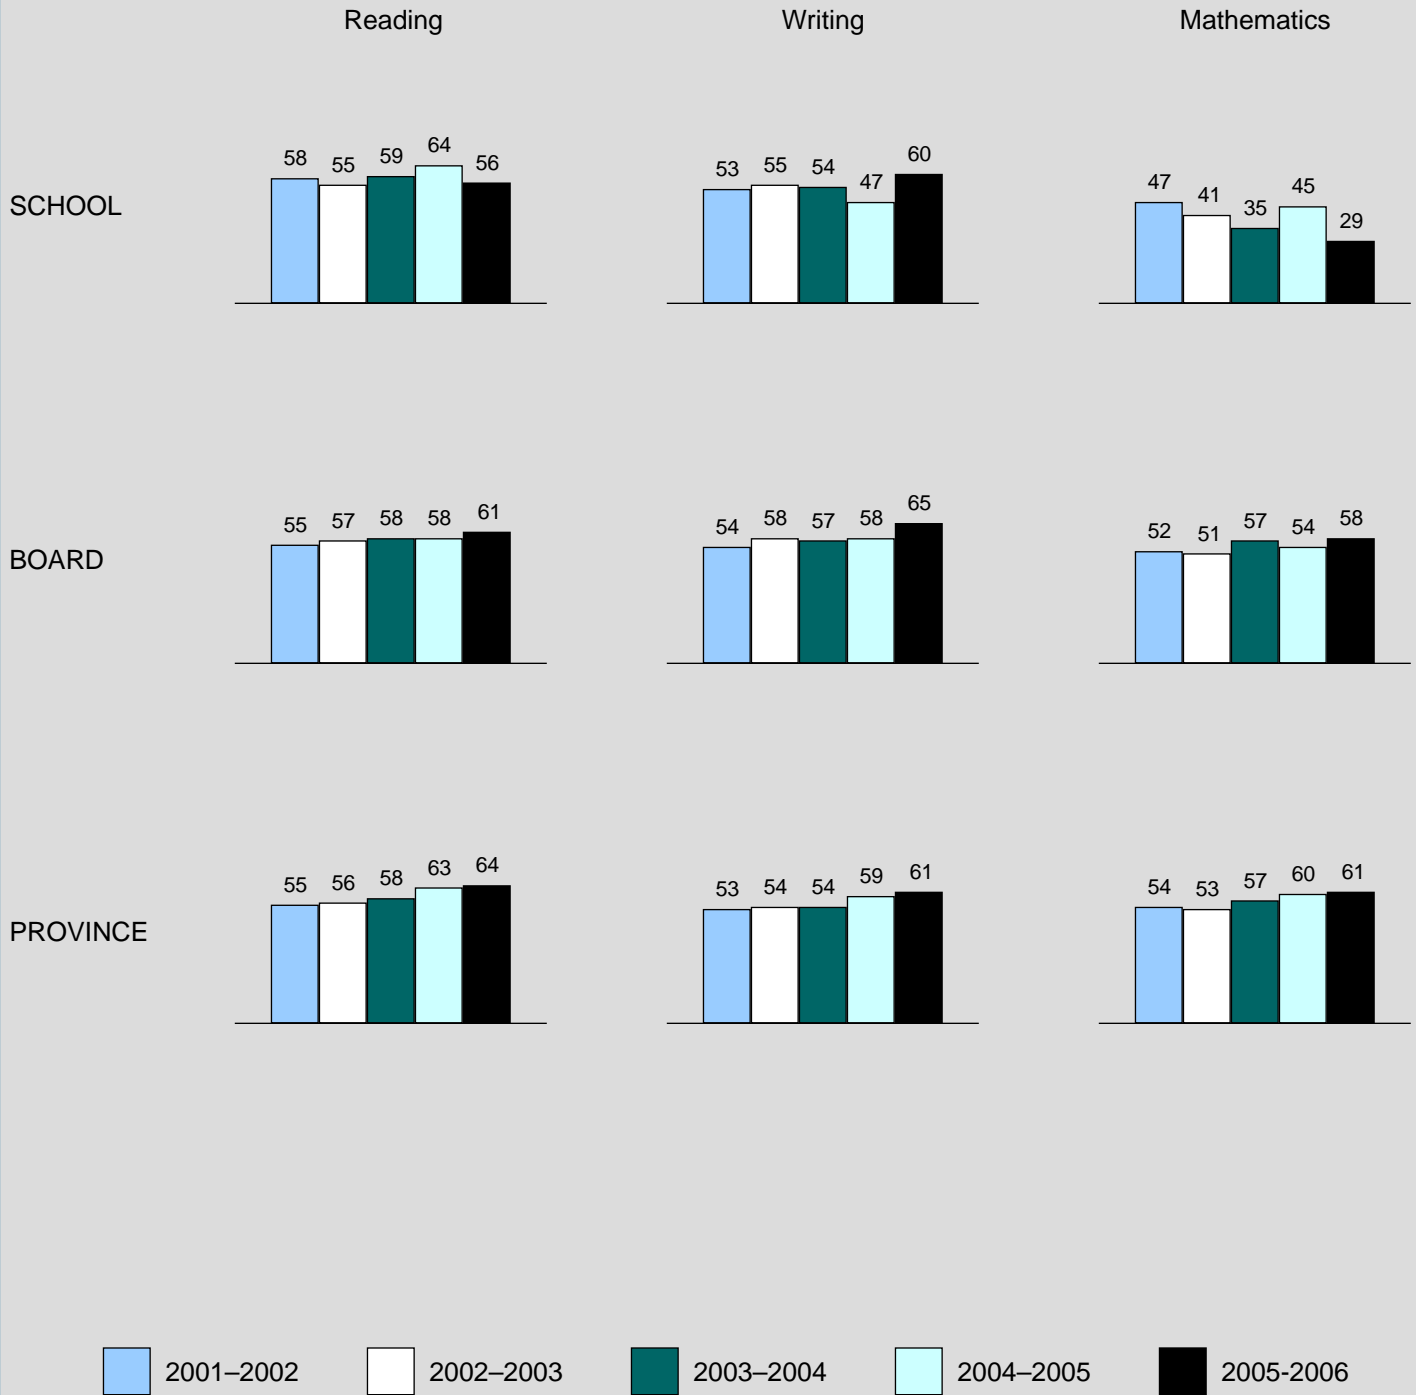 Reading Writing Mathematics
SCHOOL
58 55 59 64 56
53 55 54 47 60
47 41 35 45 29
BOARD
55 57 58 58 61
54 58 57 58 65
52 51 57 54 58
PROVINCE
55 56 58 63 64
53 54 54 59 61
54 53 57 60 61
2001–2002 2002–2003 2003–2004 2004–2005 2005-2006